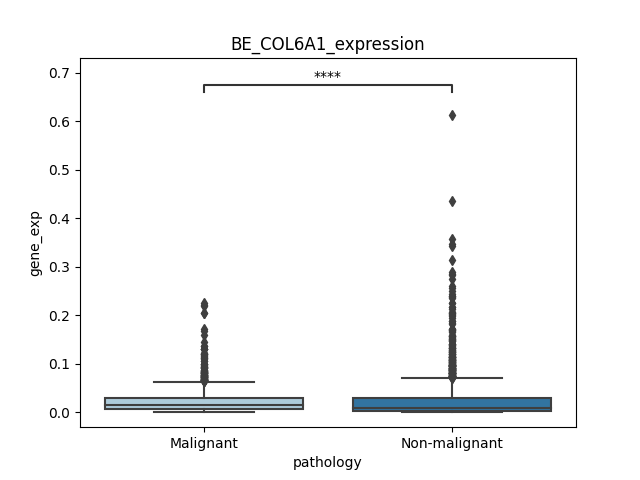 BE_COL6A1_expression
****
gene_exp
0.7
0.6
0.5
0.4
0.3
0.2
0.1
0.0
Malignant Non-malignant
pathology